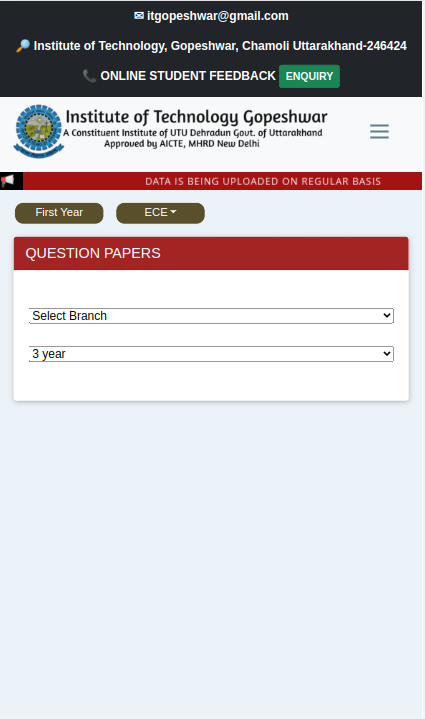 ✉ itgopeshwar@gmail.com
🔎 Institute of Technology, Gopeshwar, Chamoli Uttarakhand-246424
📞 ONLINE STUDENT FEEDBACK ENQUIRY
Institute of Technology Gopeshwar
A Constituent Institute of UTU Dehradun Govt. of Uttarakhand
Approved by AICTE, MHRD New Delhi
DATA IS BEING UPLOADED ON REGULAR BASIS
First Year ECE
QUESTION PAPERS
Select Branch
3 year